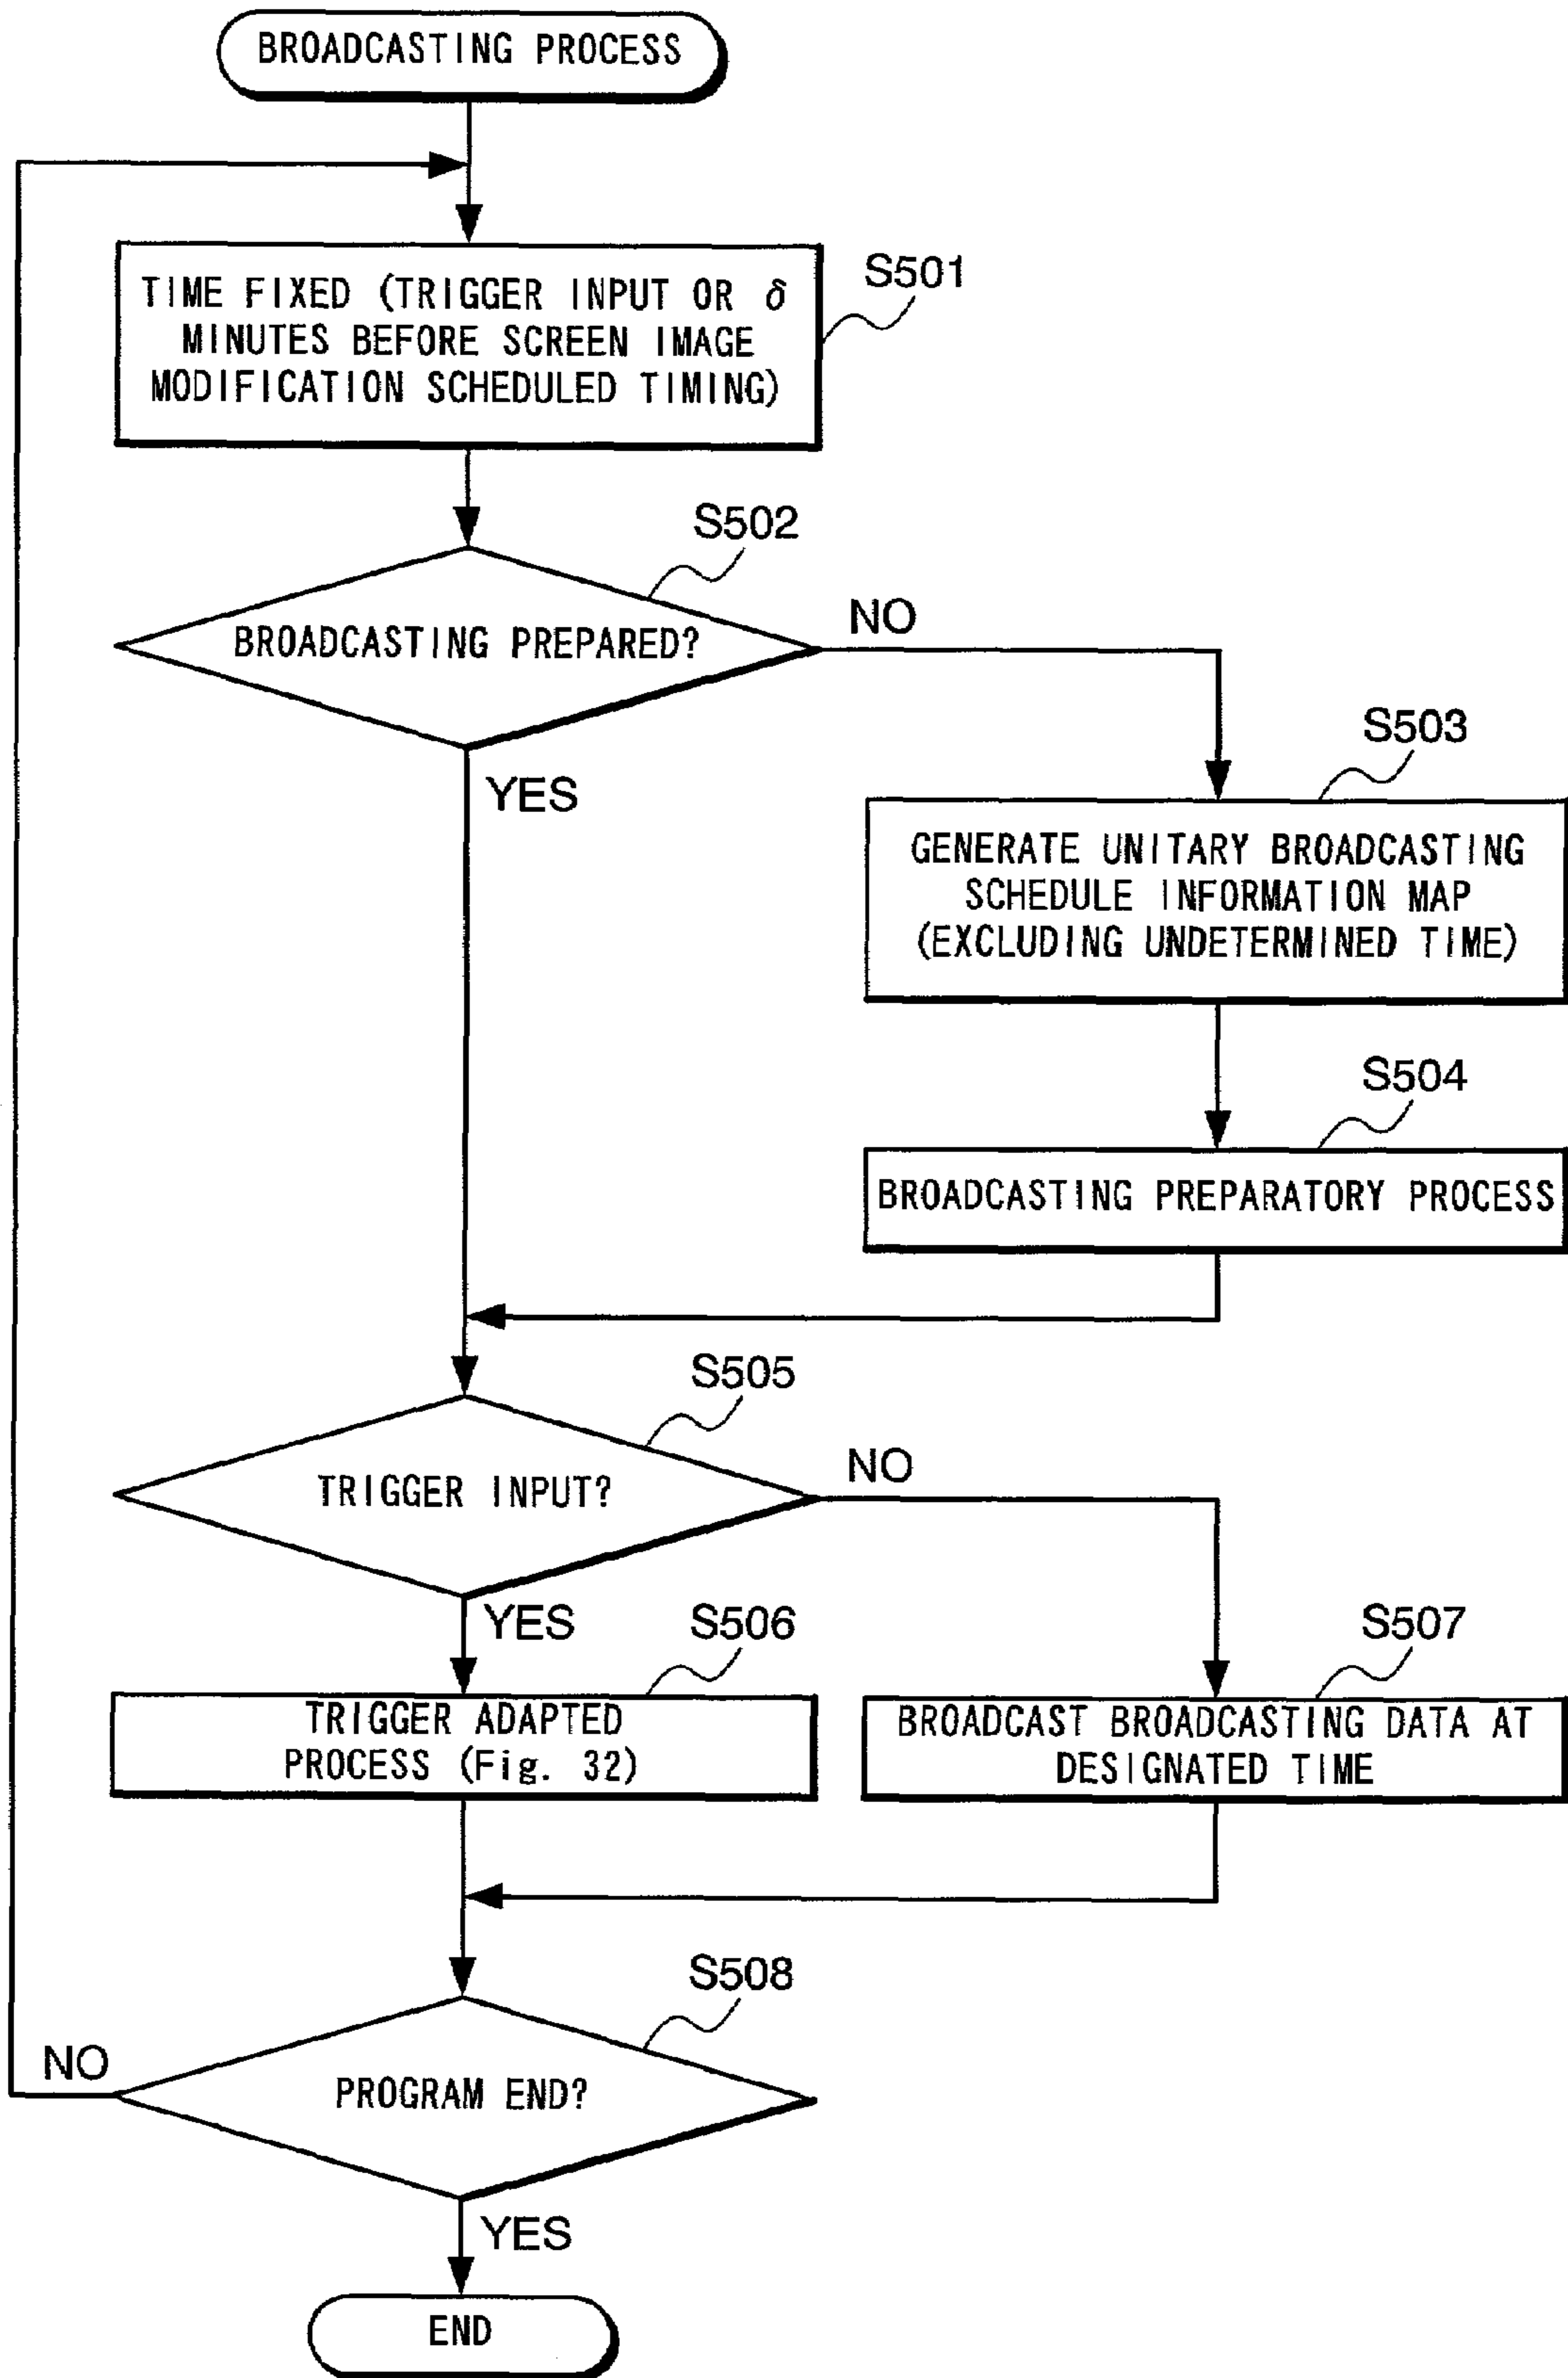 BROADCASTING PROCESS
TIME FIXED (TRIGGER INPUT OR δ
MINUTES BEFORE SCREEN IMAGE
MODIFICATION SCHEDULED TIMING)
S501
S502
BROADCASTING PREPARED?
NO
YES
S503
GENERATE UNITARY BROADCASTING
SCHEDULE INFORMATION MAP
(EXCLUDING UNDETERMINED TIME)
S504
BROADCASTING PREPARATORY PROCESS
S505
TRIGGER INPUT?
NO
YES
S506
TRIGGER ADAPTED
PROCESS (Fig. 32)
S507
BROADCAST BROADCASTING DATA AT
DESIGNATED TIME
S508
NO
PROGRAM END?
YES
END